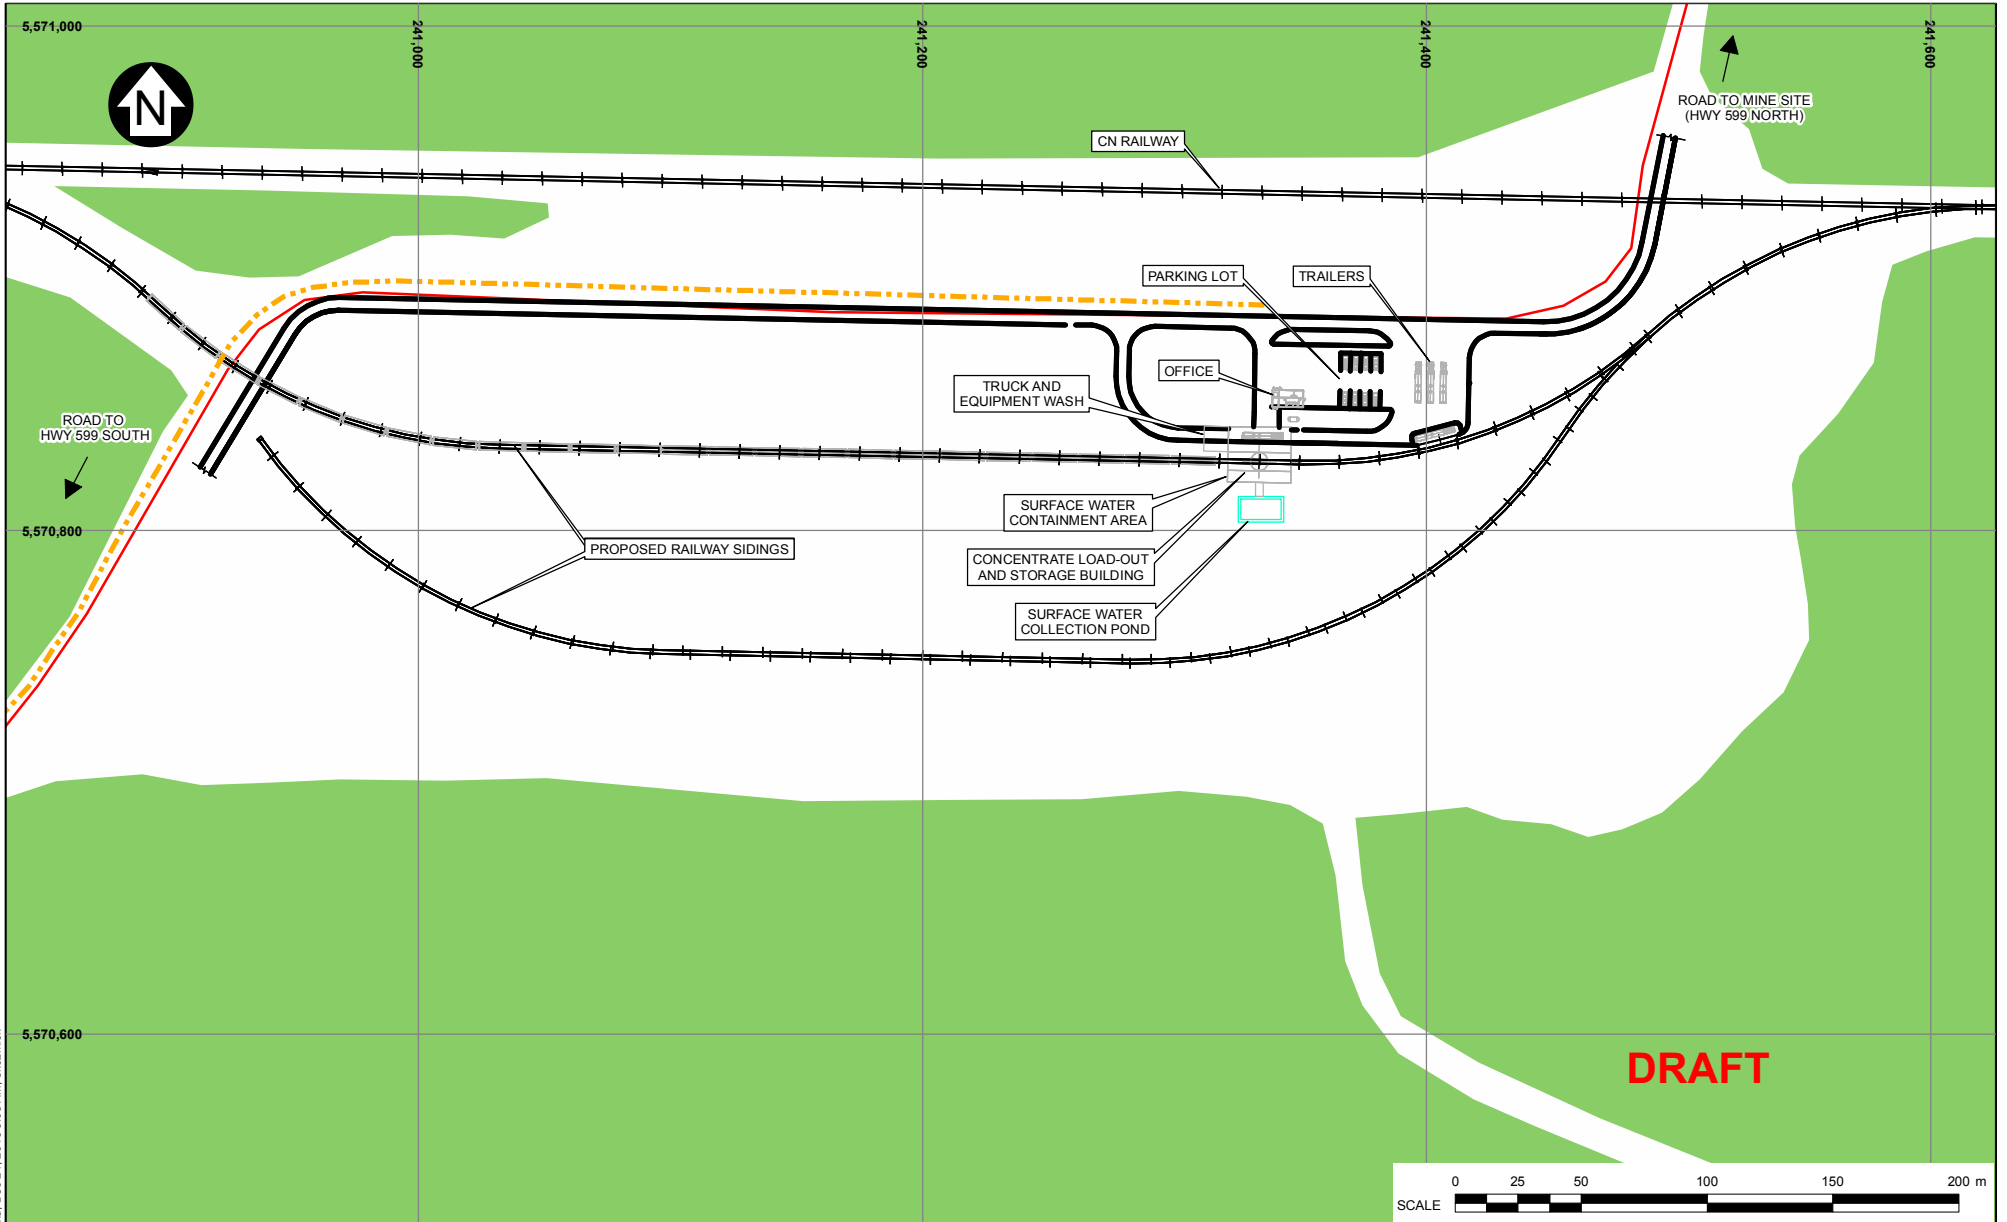 5,571,000
241,000
241,200
241,400
241,600
N
ROAD TO MINE SITE
(HWY 599 NORTH)
CN RAILWAY
PARKING LOT
TRAILERS
OFFICE
TRUCK AND
EQUIPMENT WASH
ROAD TO
HWY 599 SOUTH
SURFACE WATER
CONTAINMENT AREA
5,570,800
PROPOSED RAILWAY SIDINGS
CONCENTRATE LOAD-OUT
AND STORAGE BUILDING
SURFACE WATER
COLLECTION POND
5,570,600
DRAFT
SCALE
0 25 50 100 150 200 m